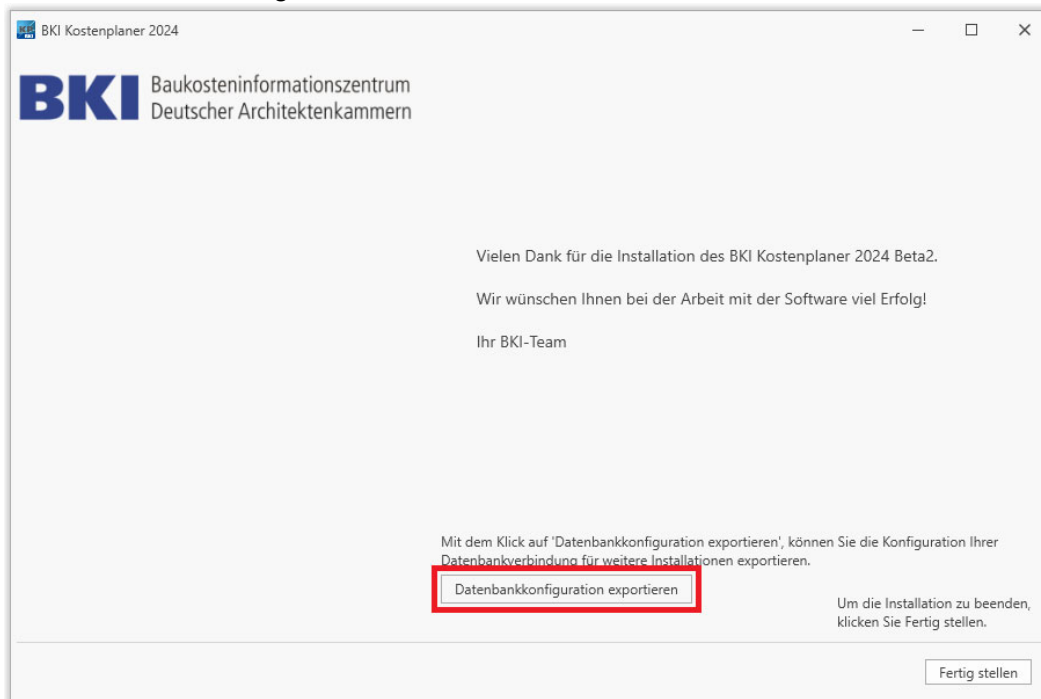 BKI Kostenplaner 2024
BKI
Baukosteninformationszentrum
Deutscher Architektenkammern
Vielen Dank für die Installation des BKI Kostenplaner 2024 Beta2.
Wir wünschen Ihnen bei der Arbeit mit der Software viel Erfolg!
Ihr BKI-Team
Mit dem Klick auf 'Datenbankkonfiguration exportieren', können Sie die Konfiguration Ihrer
Datenbankverbindung für weitere Installationen exportieren.
Datenbankkonfiguration exportieren
Um die Installation zu beenden,
klicken Sie Fertig stellen.
Fertig stellen